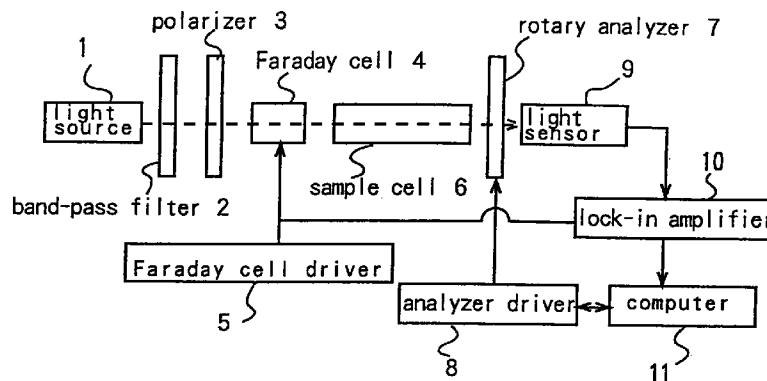 polarizer 3
rotary analyzer 7
1
Faraday cell 4
9
light
source
light
sensor
10
sample cell 6
band-pass filter 2
lock-in amplifier
Faraday cell driver
analyzer driver
computer
5
8
11